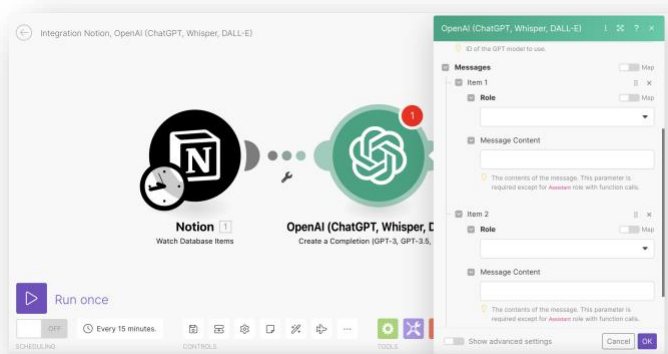 Integration Notion, OpenAI (ChatGPT, Whisper, DALL-E)
1
Notion 1
Watch Database Items
OpenAI (ChatGPT, Whisper, D
Create a Completion (GPT-3, GPT-3.5,
Run once
OFF
Every 15 minutes.
SCHEDULING
CONTROLS
TOOLS
OpenAI (ChatGPT, Whisper, DALL-E)
ID of the GPT model to use.
Messages
Map
Item 1
Role
Map
Message Content
The contents of the message. This parameter is
required except for Assistant role with function calls.
Item 2
Role
Map
Message Content
The contents of the message. This parameter is
required except for Assistant role with function calls.
Show advanced settings
Cancel
OK